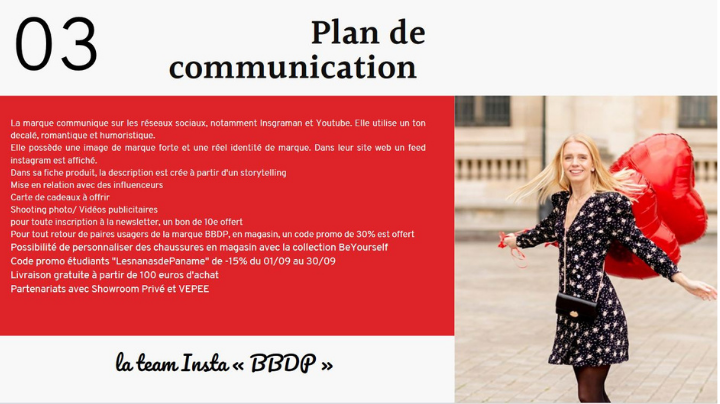 03
Plan de
communication
La marque communique sur les réseaux sociaux, notamment Insgraman et Youtube. Elle utilise un ton
decalé, romantique et humoristique.
Elle possède une image de marque forte et une réel identité de marque. Dans leur site web un feed
instagram est affiché.
Dans sa fiche produit, la description est crée à partir d'un storytelling
Mise en relation avec des influenceurs
Carte de cadeaux à offrir
Shooting photo/ Vidéos publicitaires
pour toute inscription à la newsletter, un bon de 10e offert
Pour tout retour de paires usagers de la marque BBDP, en magasin, un code promo de 30% est offert
Possibilité de personnaliser des chaussures en magasin avec la collection BeYourself
Code promo étudiants "LesnanasdePaname" de -15% du 01/09 au 30/09
Livraison gratuite à partir de 100 euros d'achat
Partenariats avec Showroom Privé et VEPEE
la team Insta « BBDP »